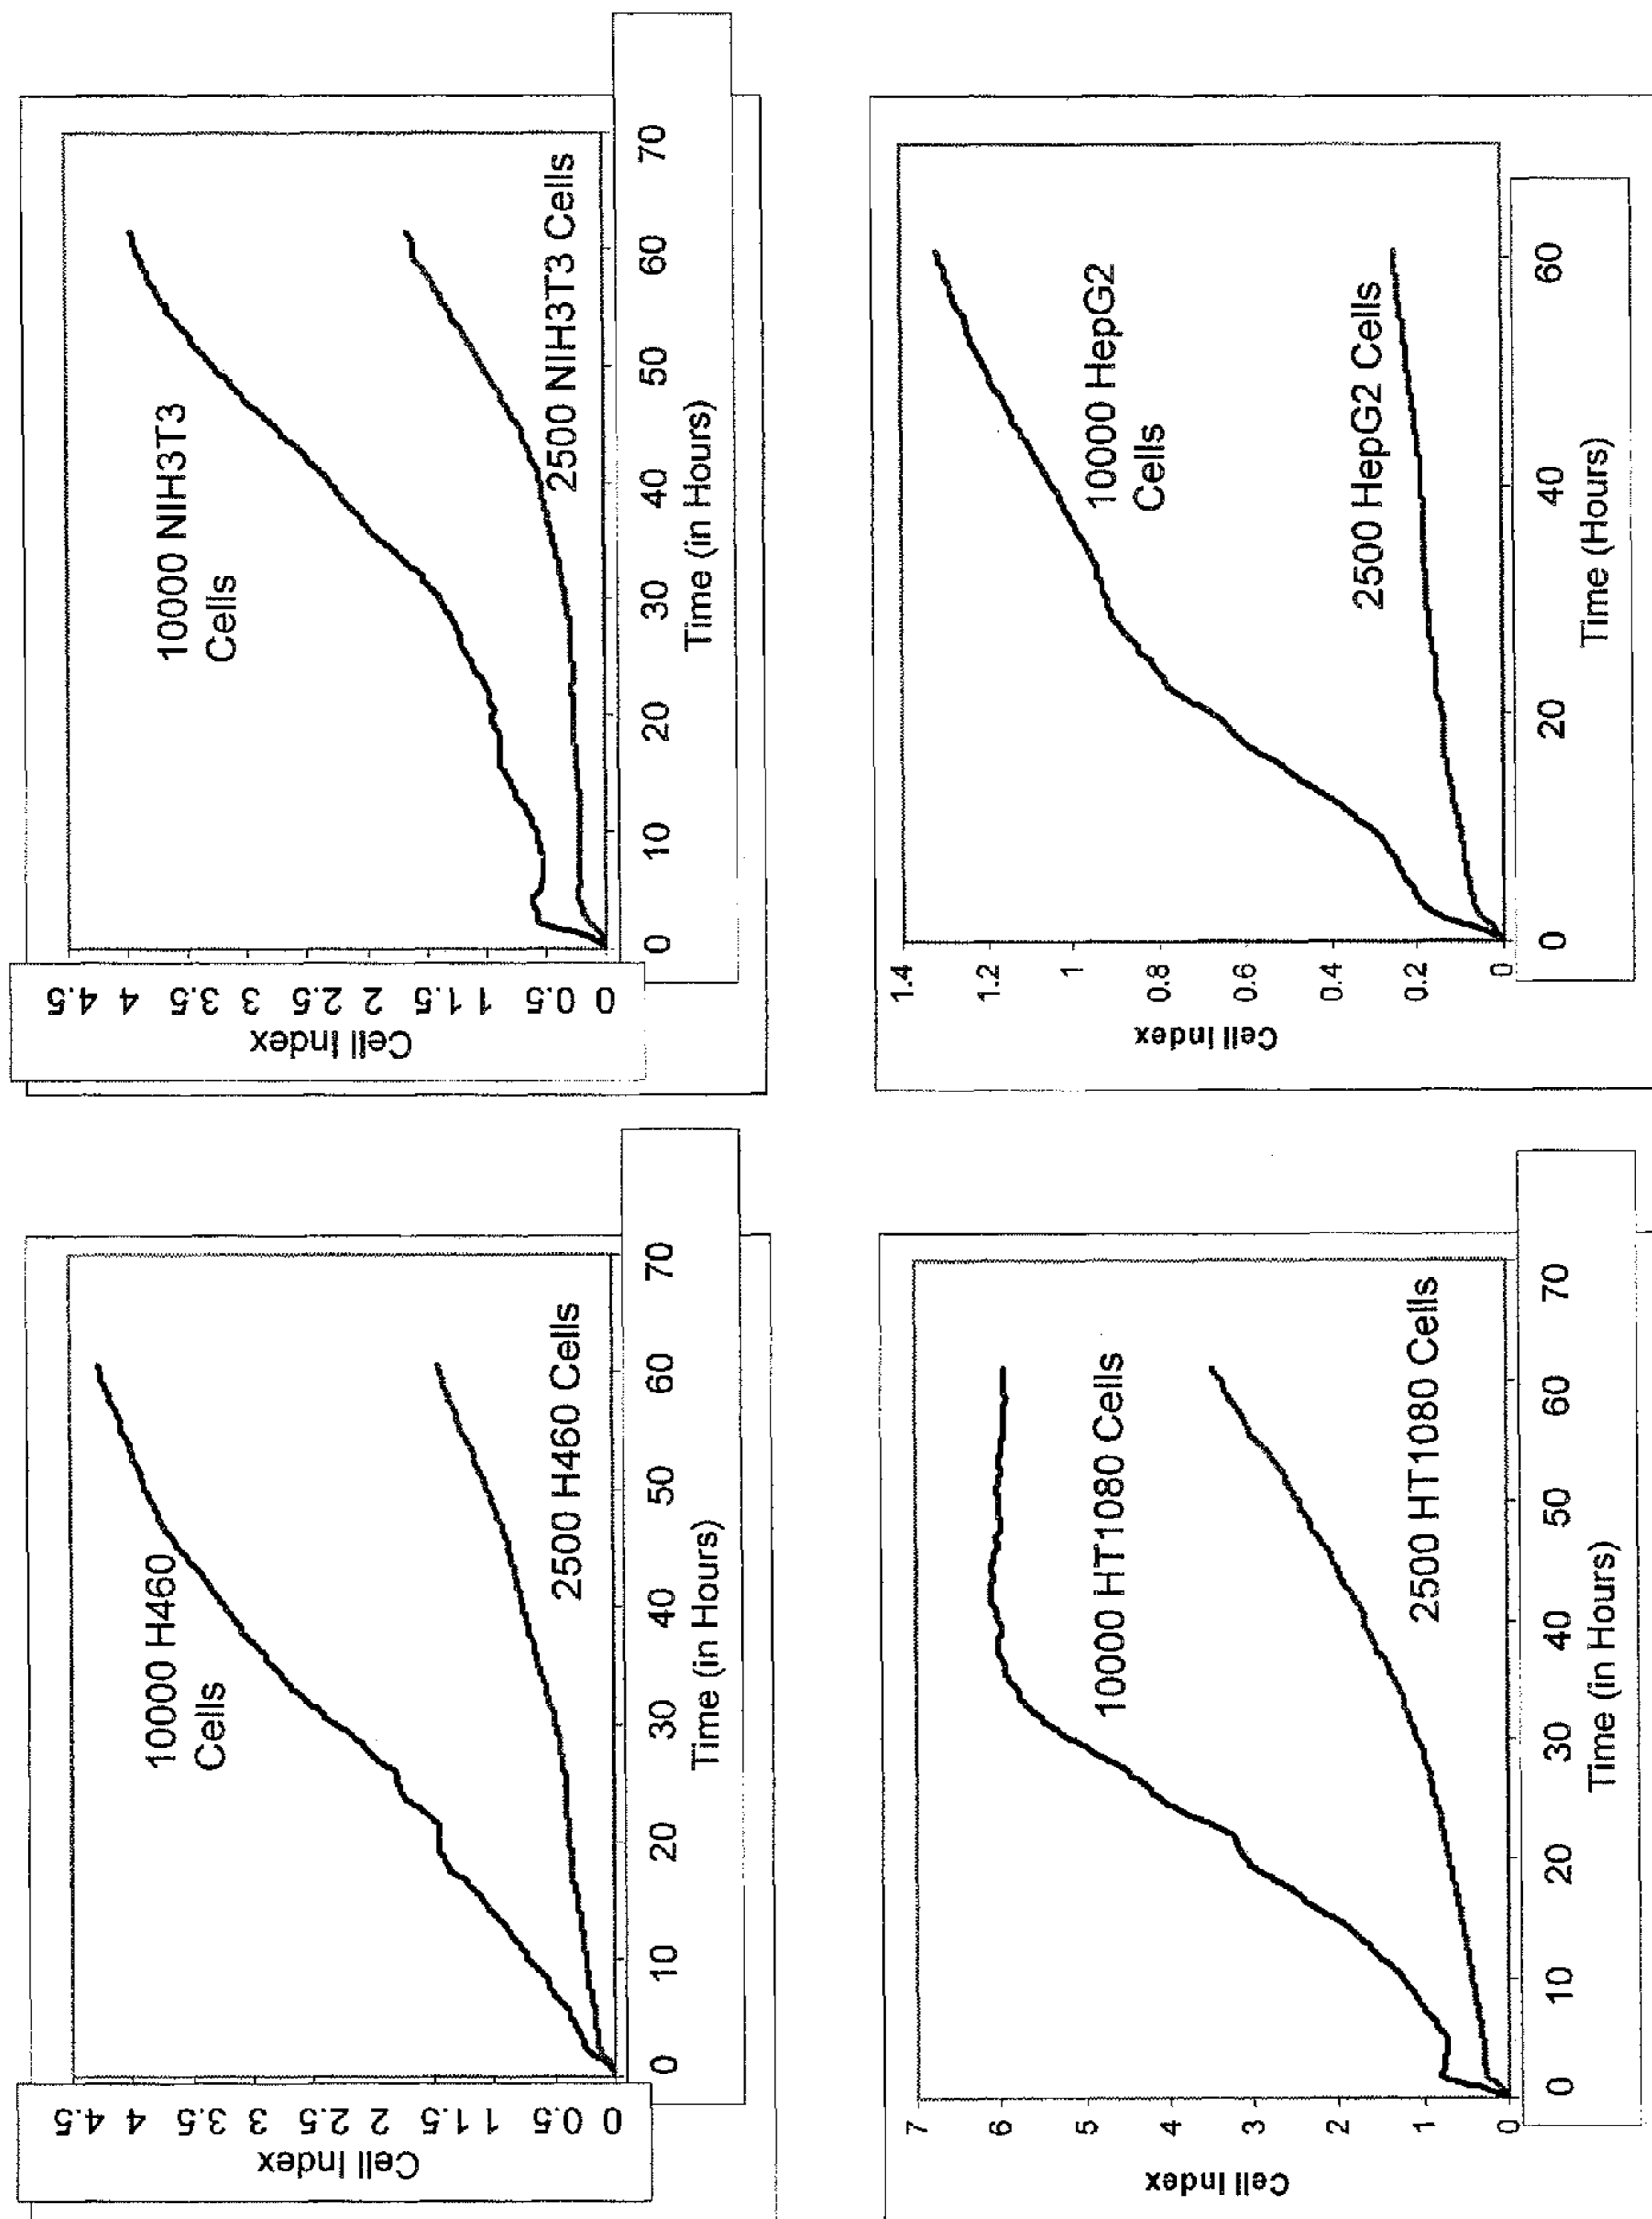 Cell Index
0 0.5 1 1.5 2 2.5 3 3.5 4 4.5
10000 H460
Cells
2500 H460 Cells
0 10 20 30 40 50 60 70
Time (in Hours)
Cell Index
0 0.5 1 1.5 2 2.5 3 3.5 4 4.5
10000 NIH3T3
Cells
2500 NIH3T3 Cells
0 10 20 30 40 50 60 70
Time (in Hours)
Cell Index
7
6
5
4
3
2
1
0
10000 HT1080 Cells
2500 HT1080 Cells
0 10 20 30 40 50 60 70
Time (in Hours)
Cell Index
1.4
1.2
1
0.8
0.6
0.4
0.2
0
10000 HepG2
Cells
2500 HepG2 Cells
0 20 40 60
Time (Hours)